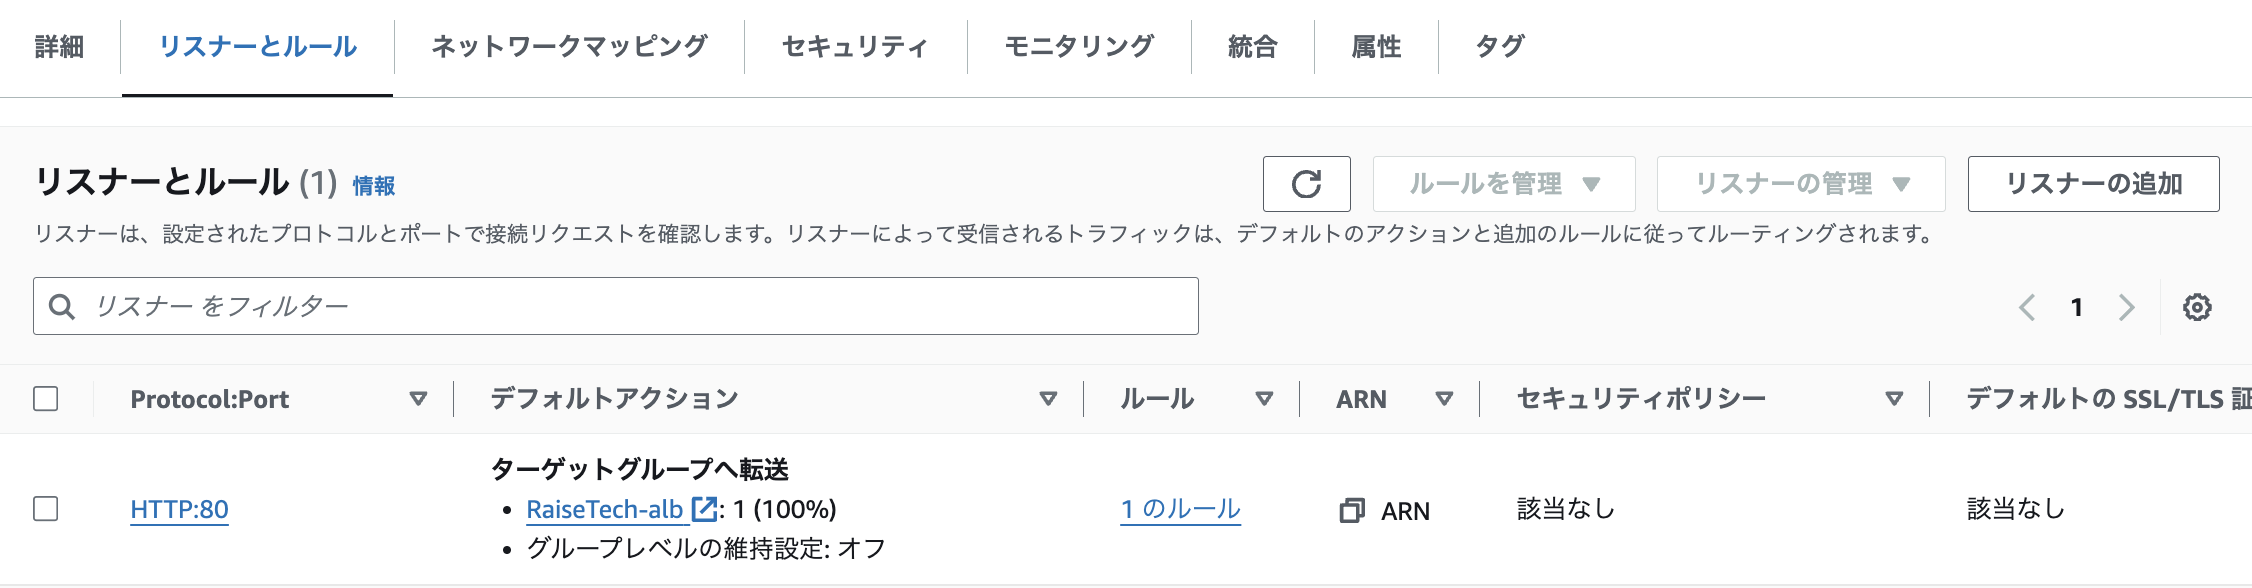 詳細 リスナーとルール ネットワークマッピング セキュリティ モニタリング 統合 属性 タグ
リスナーとルール (1) 情報 ルールを管理 リスナーの管理 リスナーの追加
リスナーは、設定されたプロトコルとポートで接続リクエストを確認します。リスナーによって受信されるトラフィックは、デフォルトのアクションと追加のルールに従ってルーティングされます。
リスナー をフィルター 1
Protocol:Port デフォルトアクション ルール ARN セキュリティポリシー デフォルトの SSL/TLS 証
ターゲットグループへ転送
HTTP:80 • RaiseTech-alb : 1 (100%) 1 のルール ARN 該当なし 該当なし
• グループレベルの維持設定: オフ